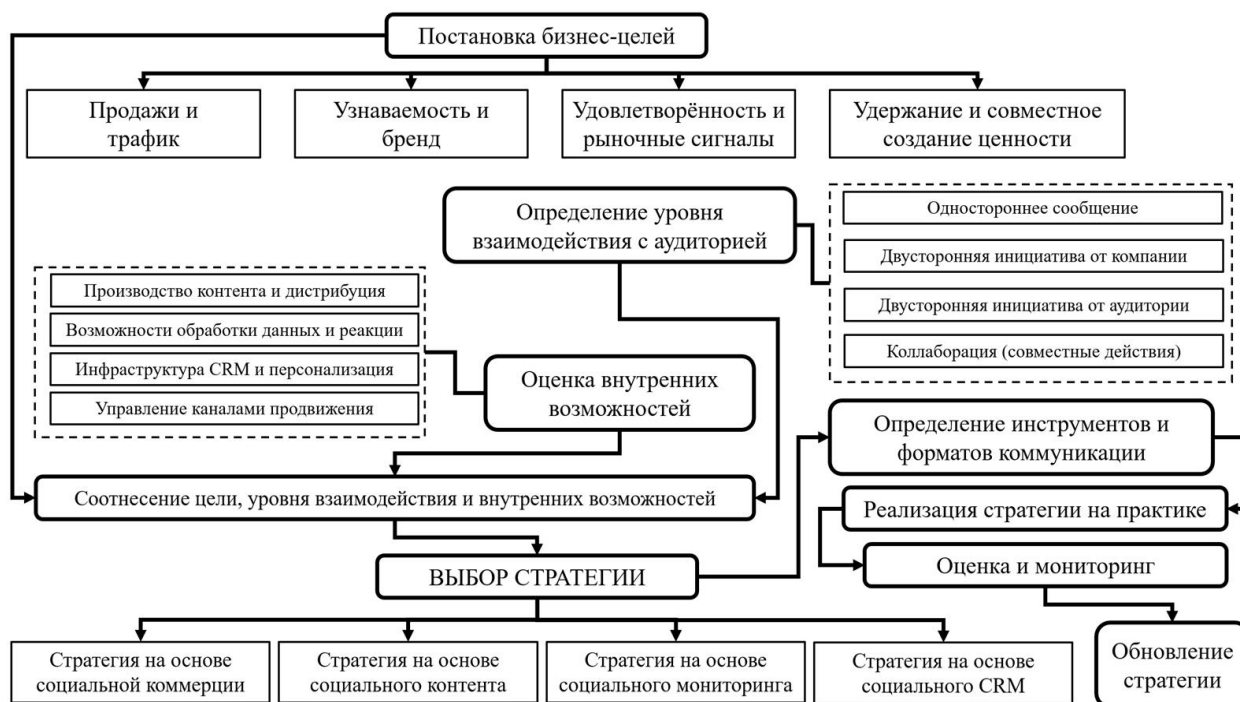 Постановка бизнес-целей
Продажи и
трафик
Узнаваемость и
бренд
Удовлетворённость и
рыночные сигналы
Удержание и совместное
создание ценности
Определение уровня
взаимодействия с аудиторией
Одностороннее сообщение
Двусторонняя инициатива от компании
Двусторонняя инициатива от аудитории
Коллаборация (совместные действия)
Производство контента и дистрибуция
Возможности обработки данных и реакции
Инфраструктура CRM и персонализация
Управление каналами продвижения
Оценка внутренних
возможностей
Соотнесение цели, уровня взаимодействия и внутренних возможностей
ВЫБОР СТРАТЕГИИ
Определение инструментов и
форматов коммуникации
Реализация стратегии на практике
Оценка и мониторинг
Обновление
стратегии
Стратегия на основе
социальной коммерции
Стратегия на основе
социального контента
Стратегия на основе
социального мониторинга
Стратегия на основе
социального CRM